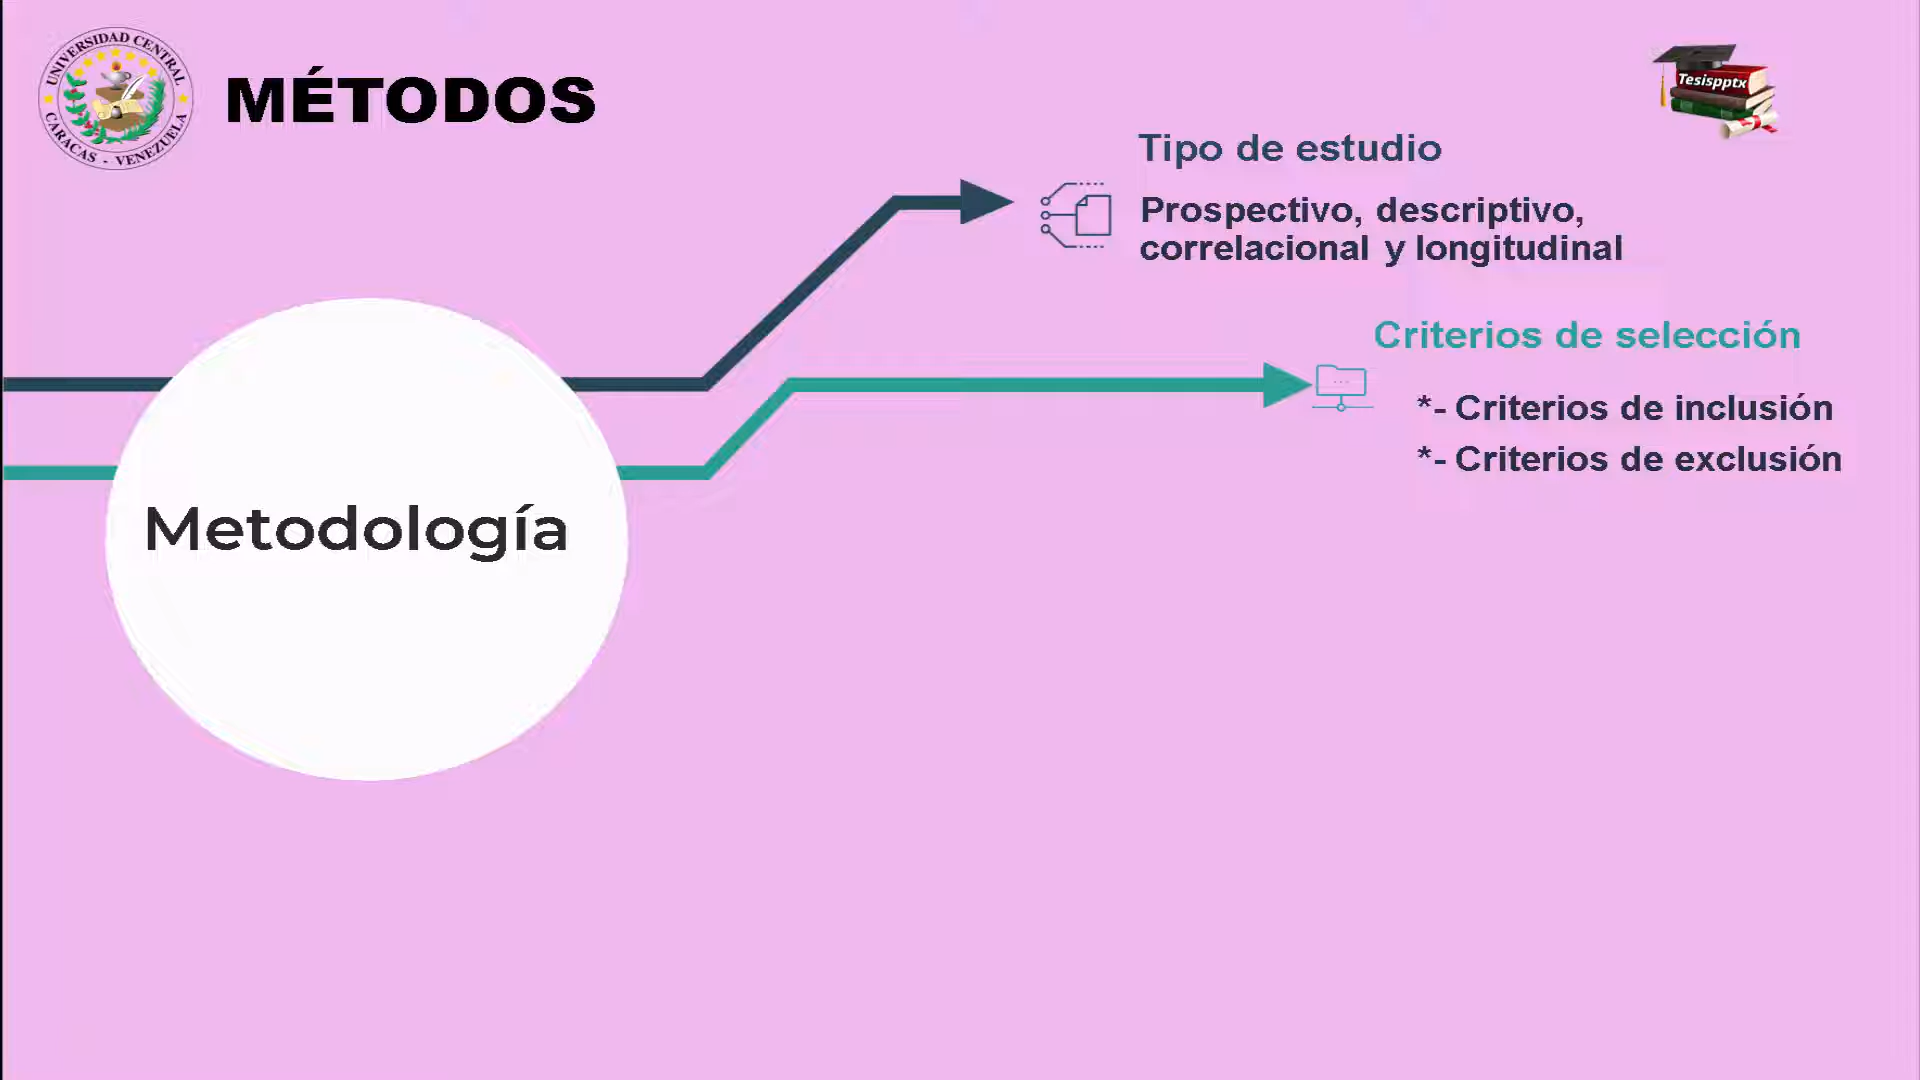 UNIVERSIDAD CENTRAL
CARACAS - VENEZUELA
MÉTODOS
Tesispptx
Tipo de estudio
Prospectivo, descriptivo,
correlacional y longitudinal
Criterios de selección
*- Criterios de inclusión
*- Criterios de exclusión
Metodología